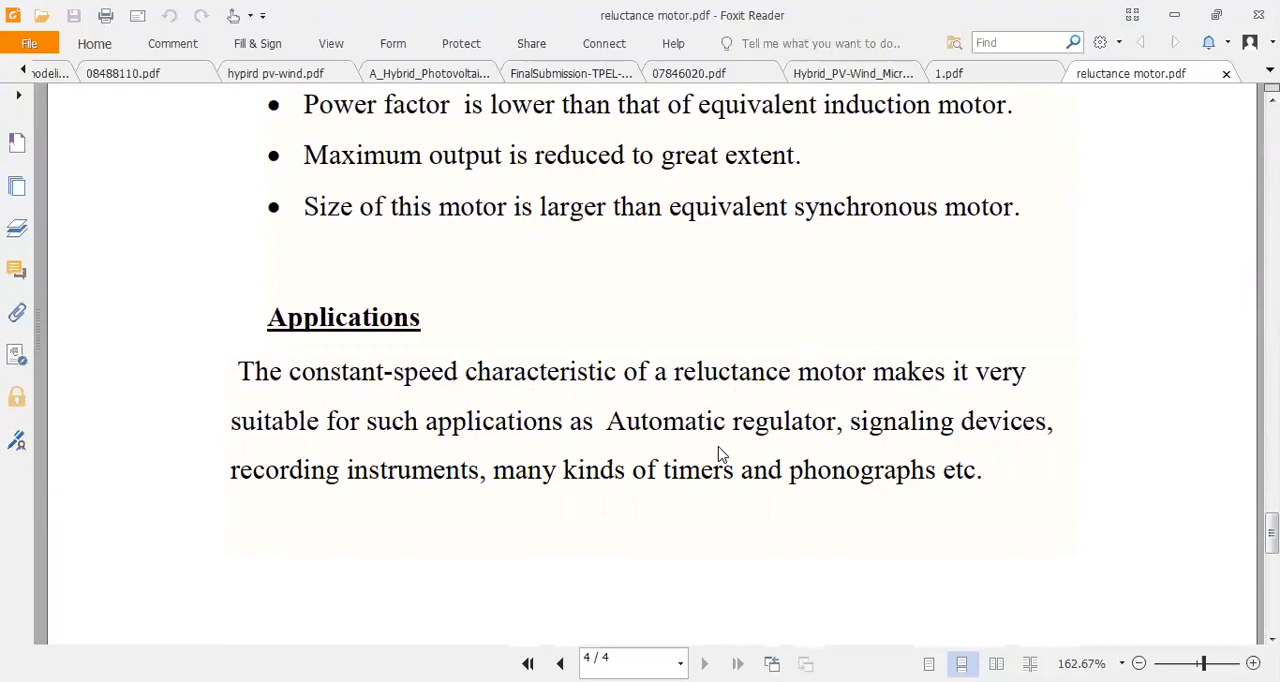 reluctance motor.pdf - Foxit Reader
File Home Comment Fill & Sign View Form Protect Share Connect Help Tell me what you want to do.. Find
nodeli... 08488110.pdf hypird pv-wind.pdf A_Hybrid_Photovoltai... FinalSubmission-TPEL-... 07846020.pdf Hybrid_PV-Wind_Micr... 1.pdf reluctance motor.pdf
• Power factor is lower than that of equivalent induction motor.
• Maximum output is reduced to great extent.
• Size of this motor is larger than equivalent synchronous motor.
Applications
The constant-speed characteristic of a reluctance motor makes it very
suitable for such applications as Automatic regulator, signaling devices,
recording instruments, many kinds of timers and phonographs etc.
4 / 4 162.67%